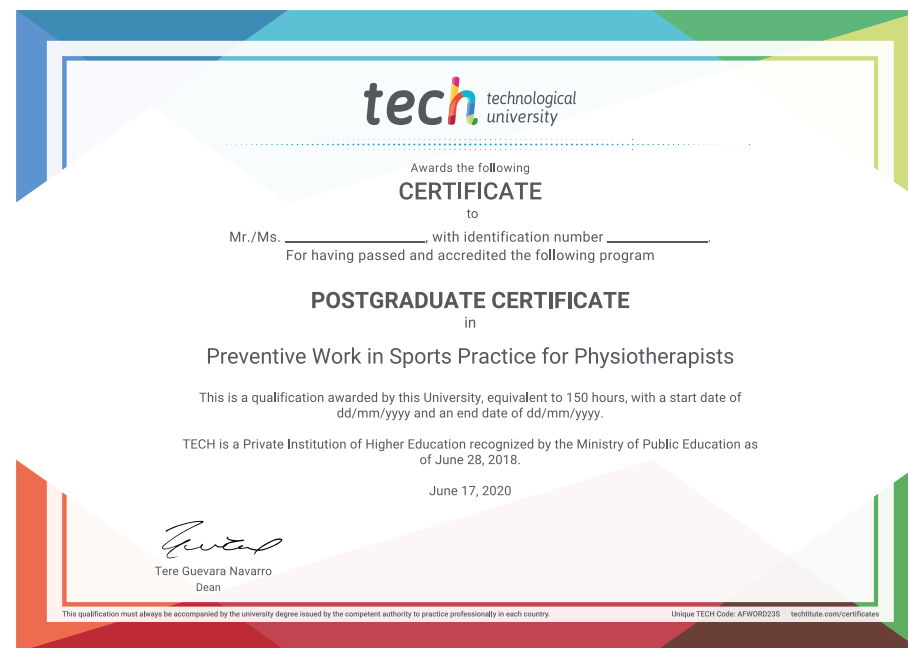 tech technological
university
Awards the following
CERTIFICATE
to
Mr./Ms. ____________, with identification number ____________.
For having passed and accredited the following program
POSTGRADUATE CERTIFICATE
in
Preventive Work in Sports Practice for Physiotherapists
This is a qualification awarded by this University, equivalent to 150 hours, with a start date of
dd/mm/yyyy and an end date of dd/mm/yyyy.
TECH is a Private Institution of Higher Education recognized by the Ministry of Public Education as
of June 28, 2018.
June 17, 2020
Tere Guevara Navarro
Dean
This qualification must always be accompanied by the university degree issued by the competent authority to practice professionally in each country. Unique TECH Code: AFWORD23S techtitute.com/certificates